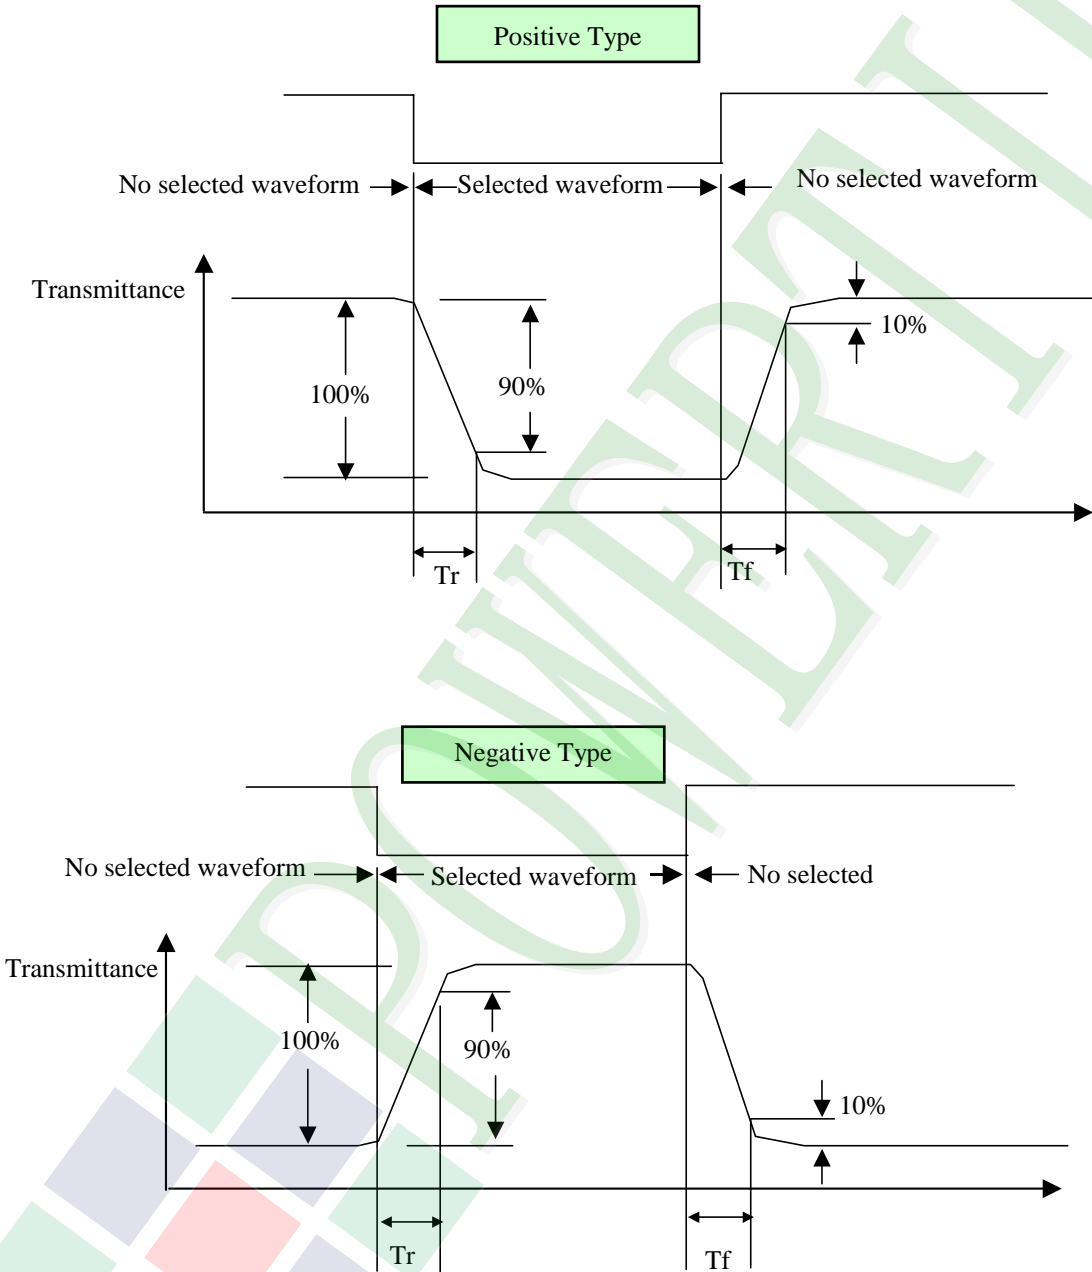 Positive Type
No selected waveform
Selected waveform
No selected waveform
Transmittance
10%
90%
100%
Tr
Tf
Negative Type
No selected waveform
Selected waveform
No selected
Transmittance
100%
90%
10%
Tr
Tf
POWERTI